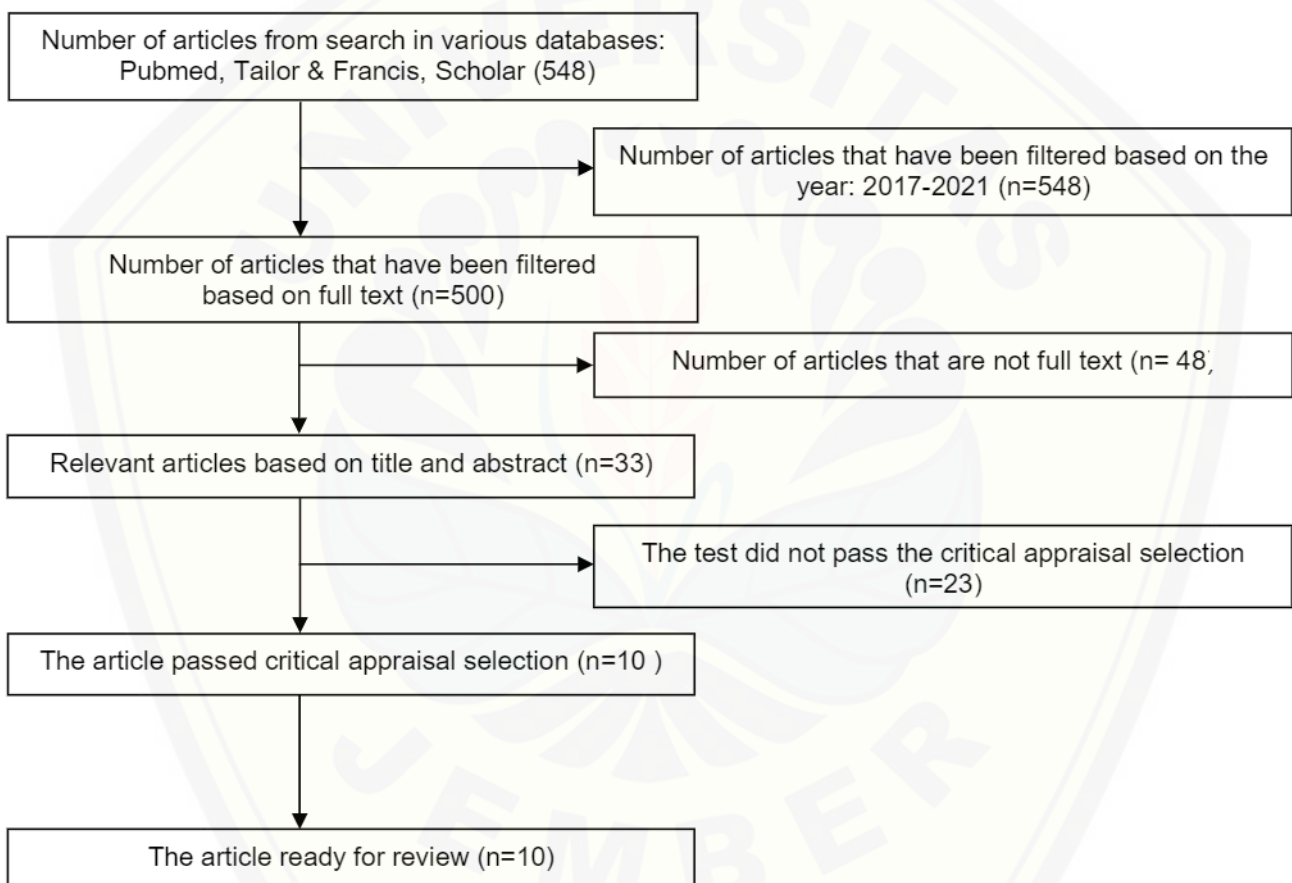 Number of articles from search in various databases:
Pubmed, Tailor & Francis, Scholar (548)
Number of articles that have been filtered based on the
year: 2017-2021 (n=548)
Number of articles that have been filtered
based on full text (n=500)
Number of articles that are not full text (n= 48)
Relevant articles based on title and abstract (n=33)
The test did not pass the critical appraisal selection
(n=23)
The article passed critical appraisal selection (n=10 )
The article ready for review (n=10)
UNIVERSITAS
JEMBER